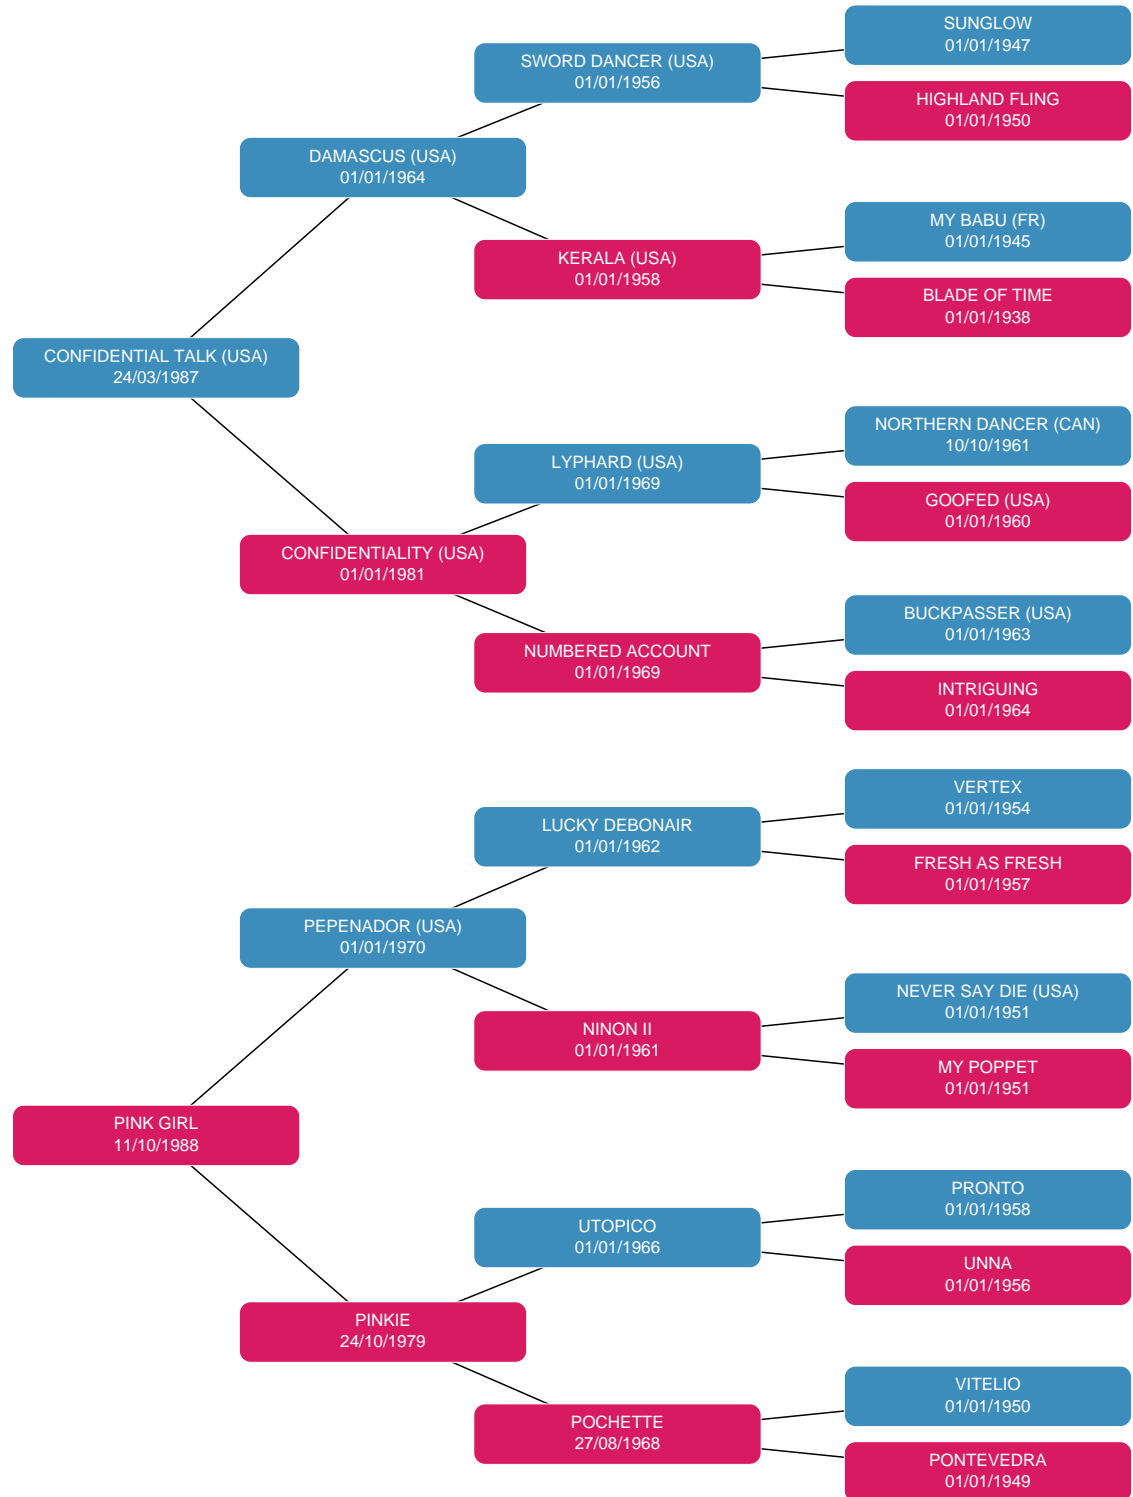 SUNGLOW
01/01/1947
SWORD DANCER (USA)
01/01/1956
HIGHLAND FLING
01/01/1950
DAMASCUS (USA)
01/01/1964
MY BABU (FR)
01/01/1945
KERALA (USA)
01/01/1958
BLADE OF TIME
01/01/1938
CONFIDENTIAL TALK (USA)
24/03/1987
NORTHERN DANCER (CAN)
10/10/1961
LYPHARD (USA)
01/01/1969
GOOFED (USA)
01/01/1960
CONFIDENTIALITY (USA)
01/01/1981
BUCKPASSER (USA)
01/01/1963
NUMBERED ACCOUNT
01/01/1969
INTRIGUING
01/01/1964
VERTEX
01/01/1954
LUCKY DEBONAIR
01/01/1962
FRESH AS FRESH
01/01/1957
PEPENADOR (USA)
01/01/1970
NEVER SAY DIE (USA)
01/01/1951
NINON II
01/01/1961
MY POPPET
01/01/1951
PINK GIRL
11/10/1988
PRONTO
01/01/1958
UTOPICO
01/01/1966
UNNA
01/01/1956
PINKIE
24/10/1979
VITELIO
01/01/1950
POCHETTE
27/08/1968
PONTEVEDRA
01/01/1949